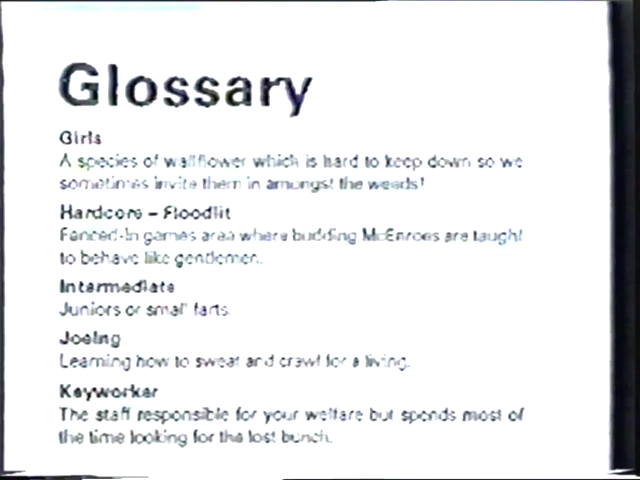 Glossary
Girls
A species of wallflower which is hard to keep down so we
sometimes invite them in amongst the weeds!
Hardcore – Floodlit
Fenced-in games area where budding McEnroes are taught
to behave like gentlemen.
Intermediate
Juniors or small farts.
Joeing
Learning how to sweat and crawl for a living.
Keyworker
The staff responsible for your welfare but spends most of
the time looking for the lost bunch.